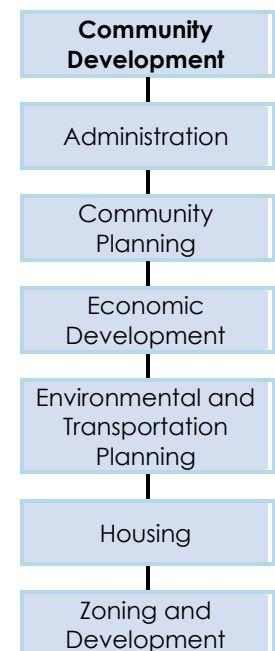 Community
Development
Administration
Community
Planning
Economic
Development
Environmental and
Transportation
Planning
Housing
Zoning and
Development